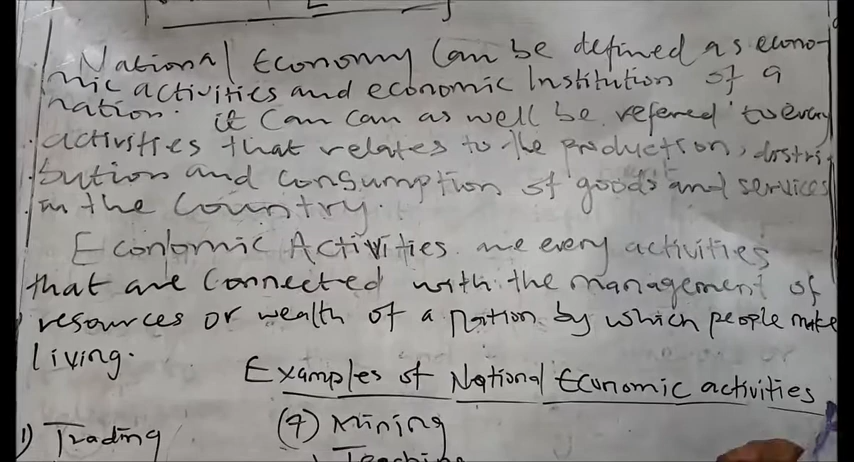 National Economy Can be defined as econo-
mic activities and economic Institution of a
nation. it Can can as well be refered to every
activities that relates to the production, distri
bution and consumption of goods and services
in the Country.
Economic Activities are every activities
that are Connected with the management of
resources or wealth of a nation by which people make
living.
Examples of National Economic activities
1) Trading (7) Mining
Teaching